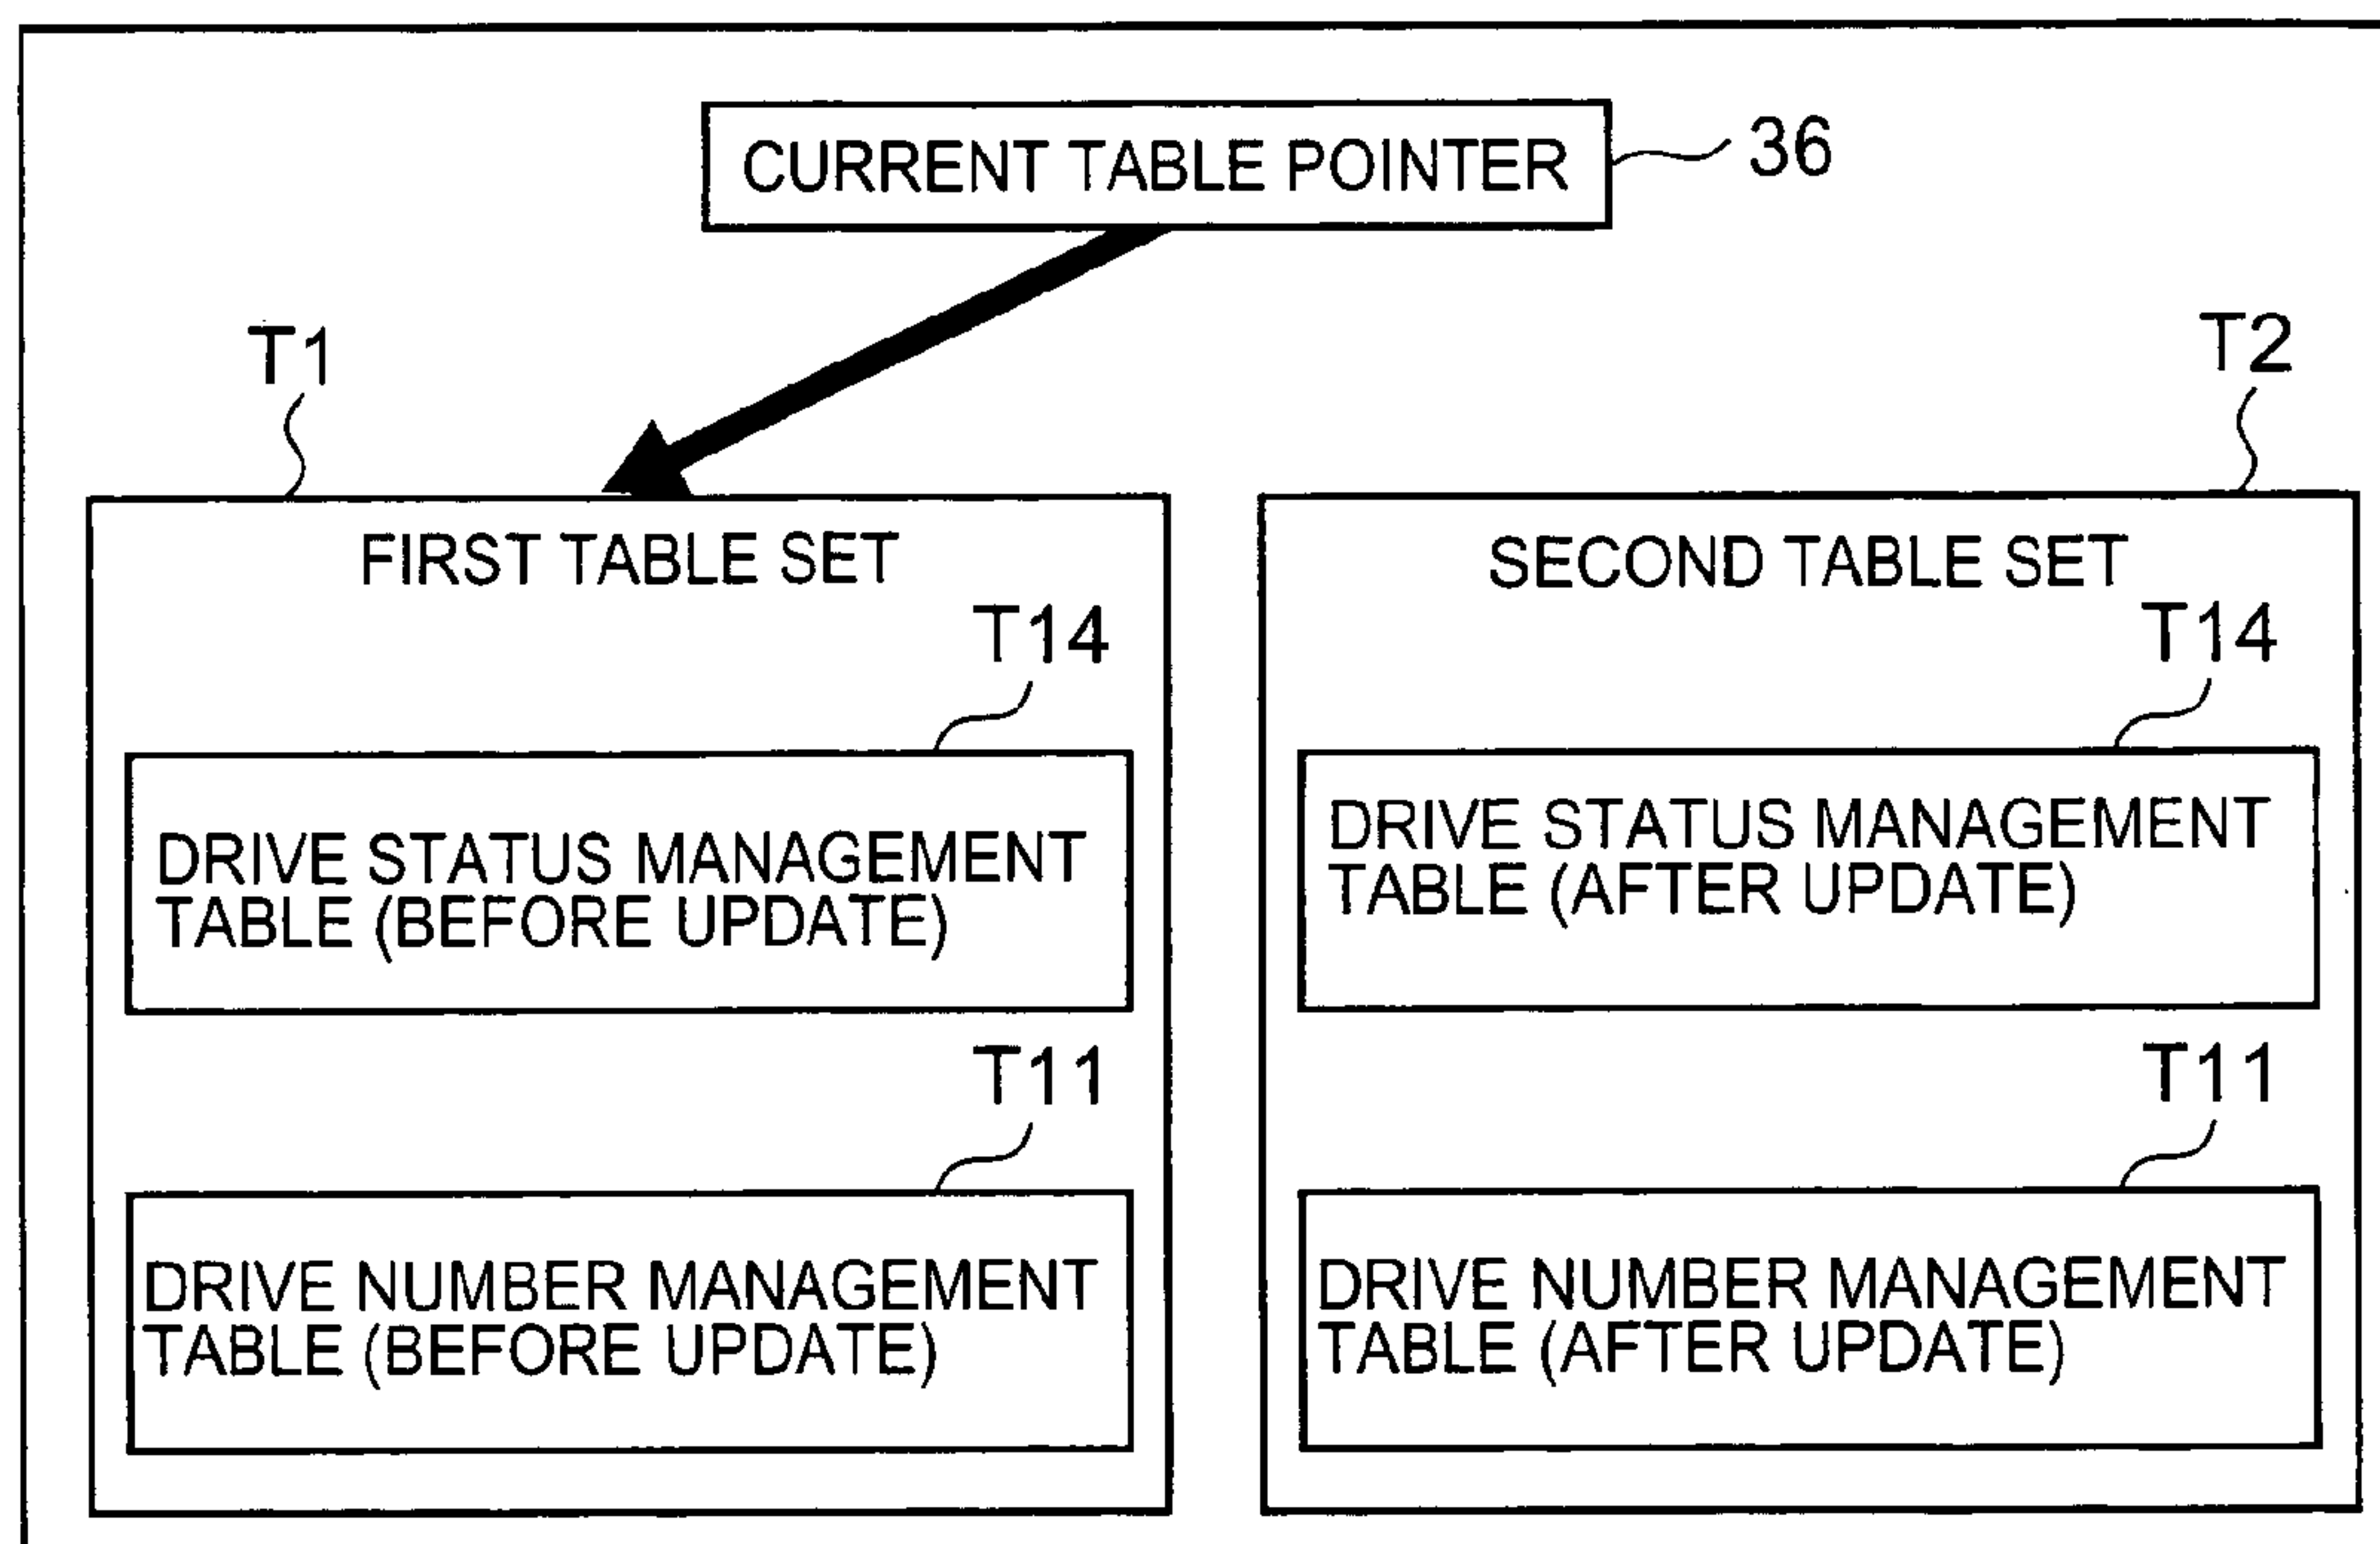 CURRENT TABLE POINTER
36
T1
T2
FIRST TABLE SET
T14
DRIVE STATUS MANAGEMENT
TABLE (BEFORE UPDATE)
T11
DRIVE NUMBER MANAGEMENT
TABLE (BEFORE UPDATE)
SECOND TABLE SET
T14
DRIVE STATUS MANAGEMENT
TABLE (AFTER UPDATE)
T11
DRIVE NUMBER MANAGEMENT
TABLE (AFTER UPDATE)